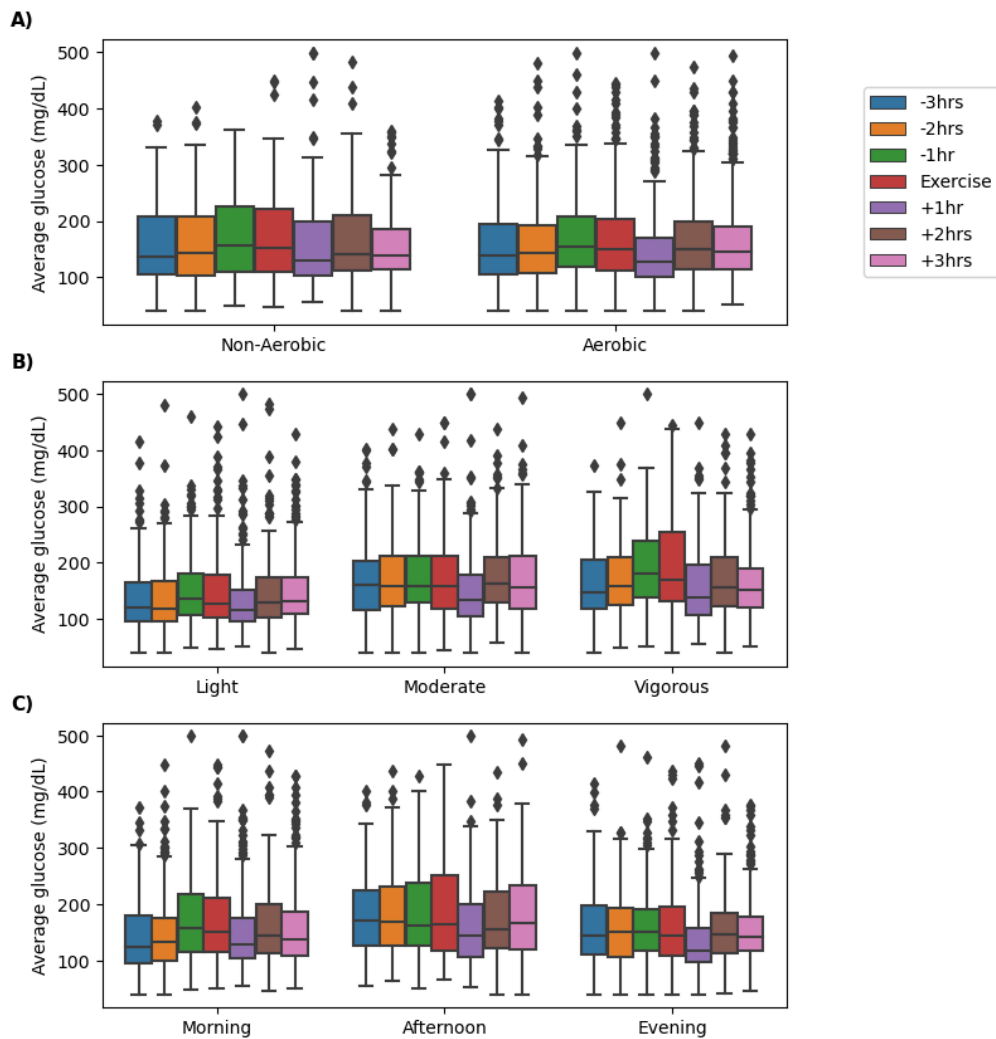 A)
500
400
300
200
100
Average glucose (mg/dL)
Non-Aerobic
Aerobic
-3hrs
-2hrs
-1hr
Exercise
+1hr
+2hrs
+3hrs
B)
500
400
300
200
100
Average glucose (mg/dL)
Light
Moderate
Vigorous
C)
500
400
300
200
100
Average glucose (mg/dL)
Morning
Afternoon
Evening